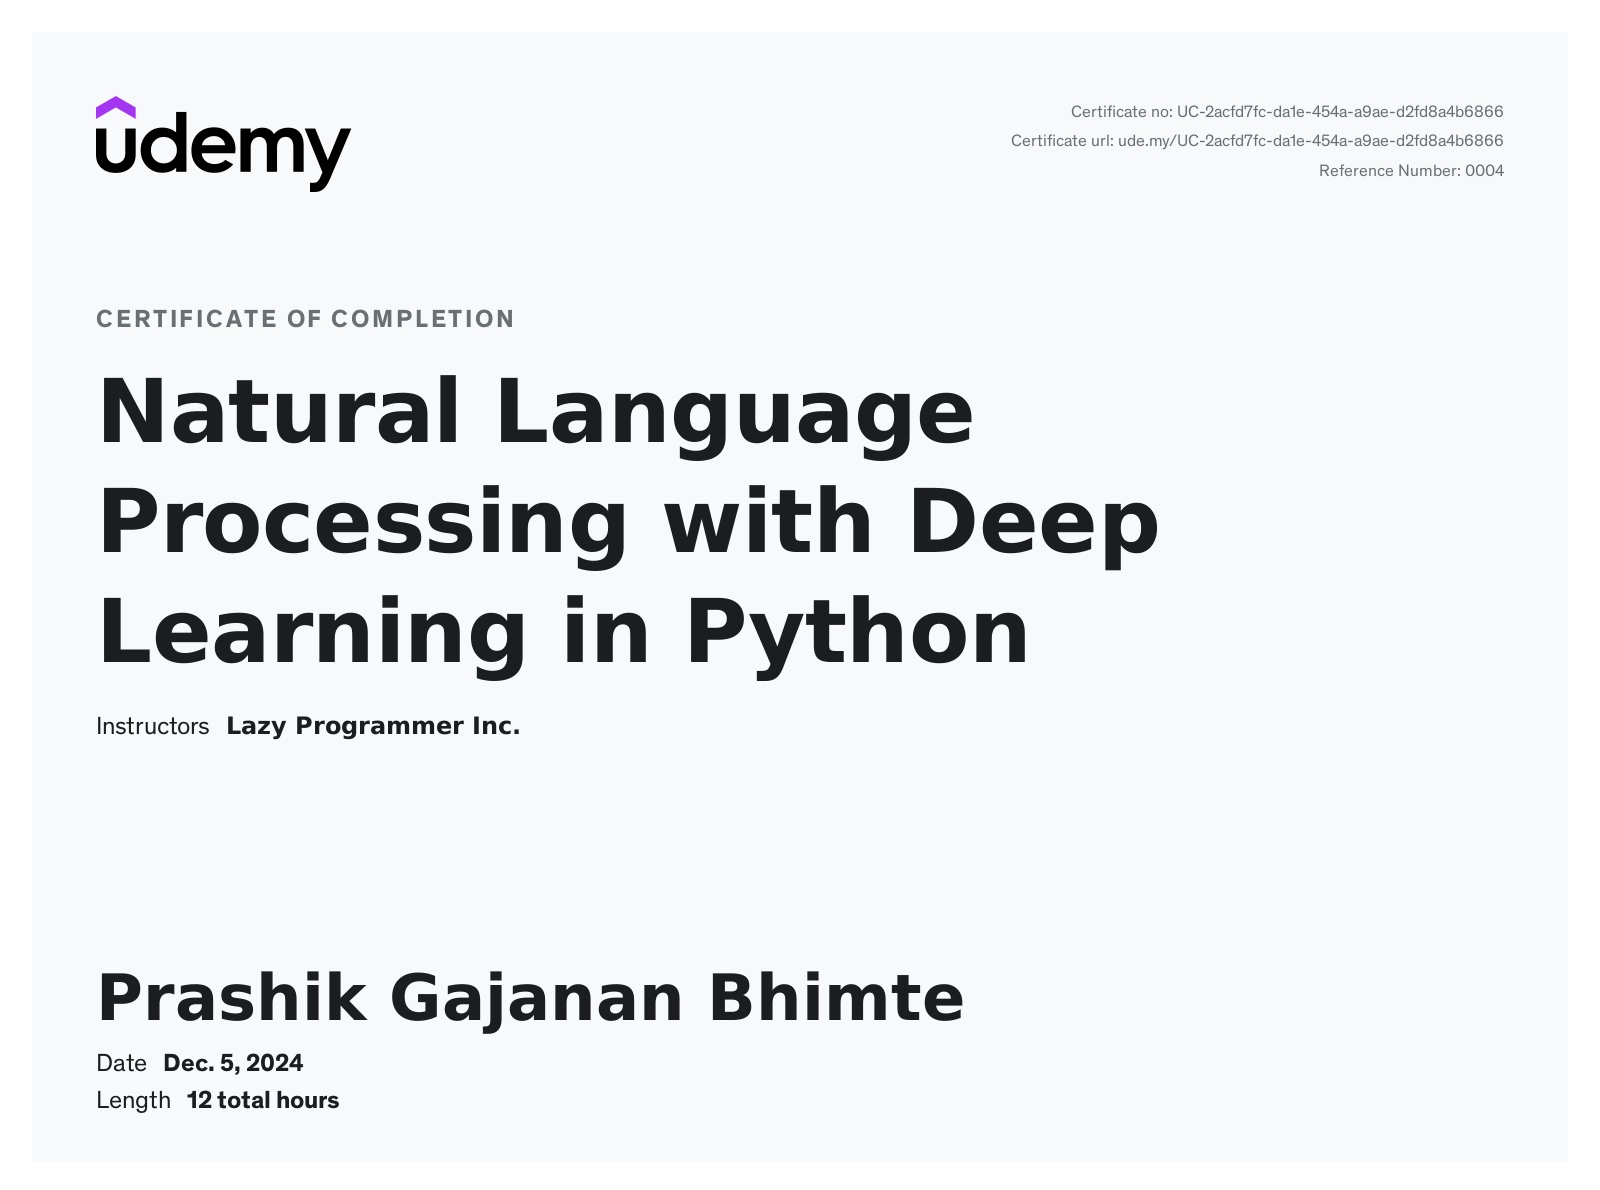 udemy
Certificate no: UC-2acfd7fc-da1e-454a-a9ae-d2fd8a4b6866
Certificate url: ude.my/UC-2acfd7fc-da1e-454a-a9ae-d2fd8a4b6866
Reference Number: 0004
CERTIFICATE OF COMPLETION
Natural Language
Processing with Deep
Learning in Python
Instructors Lazy Programmer Inc.
Prashik Gajanan Bhimte
Date Dec. 5, 2024
Length 12 total hours